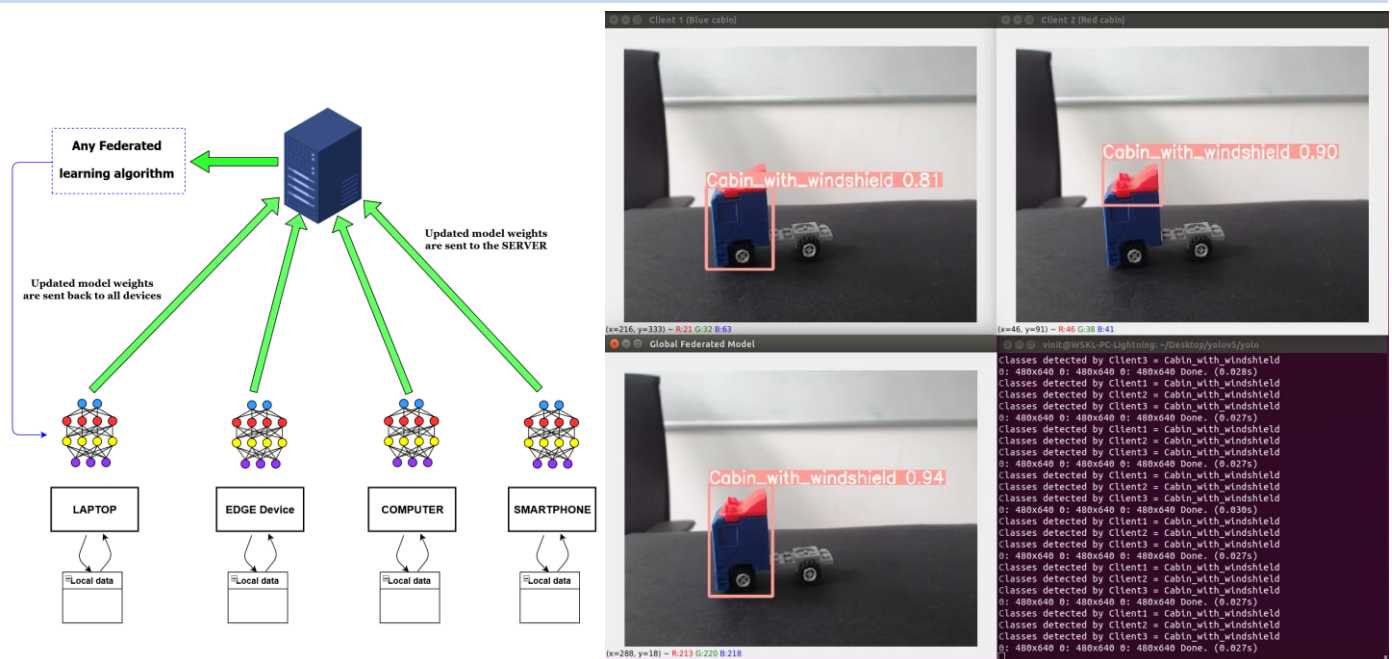 Any Federated
learning algorithm
Updated model weights
are sent to the SERVER
Updated model weights
are sent back to all devices
LAPTOP
EDGE Device
COMPUTER
SMARTPHONE
Local data
Local data
Local data
Local data
Client 1 (Blue cabin)
Cabin_with_windshield 0.81
(x=216, y=333) ~ R:21 G:32 B:63
Client 2 (Red cabin)
Cabin_with_windshield 0.90
(x=46, y=91) ~ R:46 G:38 B:41
Global Federated Model
Cabin_with_windshield 0.94
(x=288, y=18) ~ R:213 G:220 B:218
vinit@WSKL-PC-Lightning: ~/Desktop/yolov5/yolo
Classes detected by Client3 = Cabin_with_windshield
0: 480x640 0: 480x640 0: 480x640 Done. (0.028s)
Classes detected by Client1 = Cabin_with_windshield
Classes detected by Client2 = Cabin_with_windshield
Classes detected by Client3 = Cabin_with_windshield
0: 480x640 0: 480x640 0: 480x640 Done. (0.027s)
Classes detected by Client1 = Cabin_with_windshield
Classes detected by Client2 = Cabin_with_windshield
Classes detected by Client3 = Cabin_with_windshield
0: 480x640 0: 480x640 0: 480x640 Done. (0.027s)
Classes detected by Client1 = Cabin_with_windshield
Classes detected by Client2 = Cabin_with_windshield
Classes detected by Client3 = Cabin_with_windshield
0: 480x640 0: 480x640 0: 480x640 Done. (0.030s)
Classes detected by Client1 = Cabin_with_windshield
Classes detected by Client2 = Cabin_with_windshield
Classes detected by Client3 = Cabin_with_windshield
0: 480x640 0: 480x640 0: 480x640 Done. (0.027s)
Classes detected by Client1 = Cabin_with_windshield
Classes detected by Client2 = Cabin_with_windshield
Classes detected by Client3 = Cabin_with_windshield
0: 480x640 0: 480x640 0: 480x640 Done. (0.027s)
Classes detected by Client1 = Cabin_with_windshield
Classes detected by Client2 = Cabin_with_windshield
Classes detected by Client3 = Cabin_with_windshield
0: 480x640 0: 480x640 0: 480x640 Done. (0.027s)